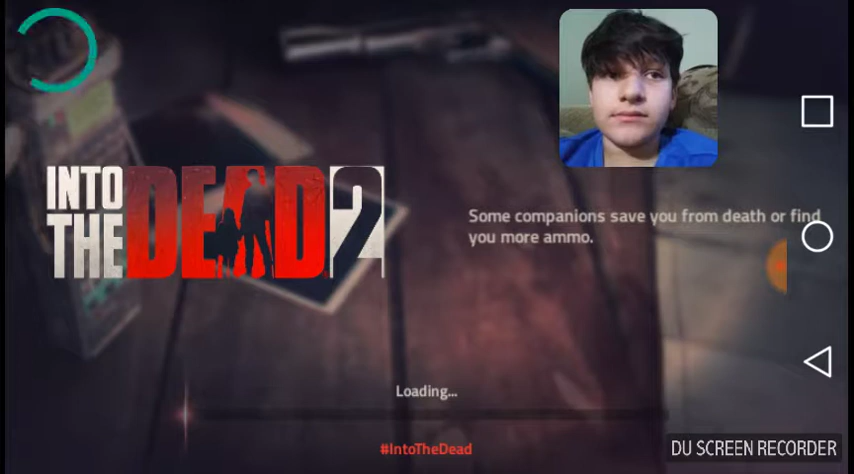 INTO
THE
DEAD
2
Some companions save you from death or find
you more ammo.
Loading...
#IntoTheDead
DU SCREEN RECORDER